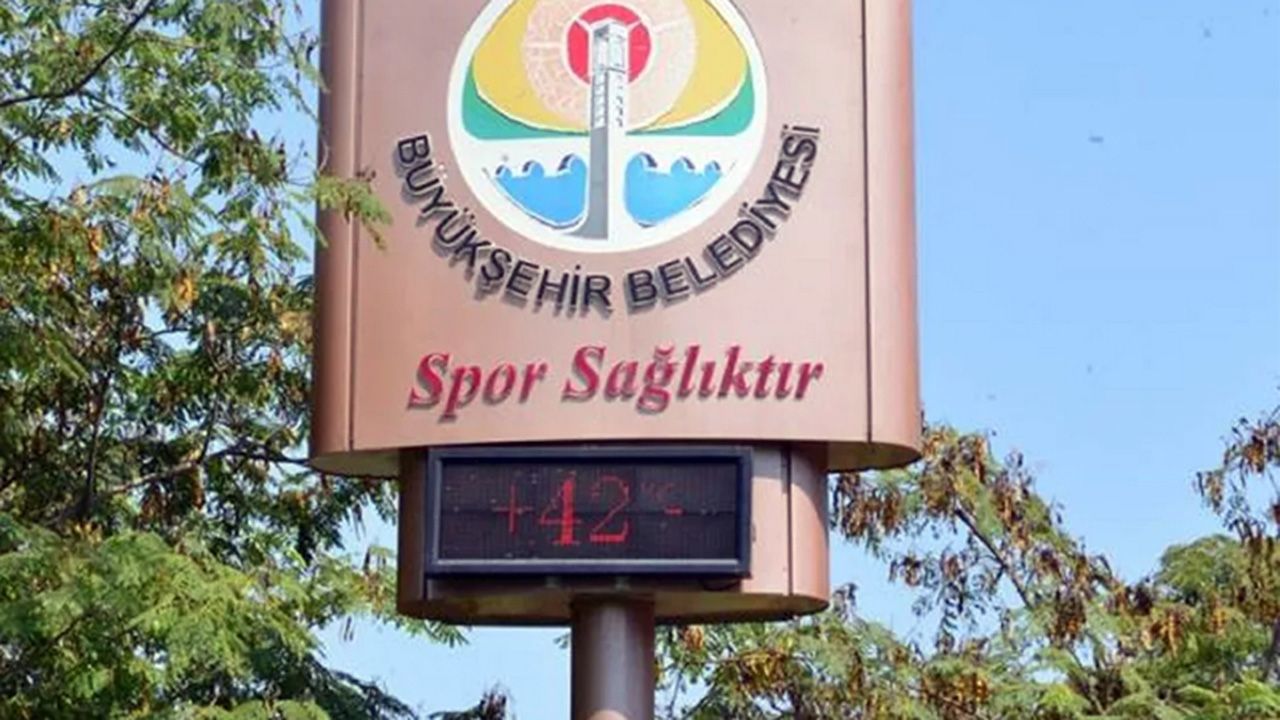 BÜYÜKŞEHİR BELEDİYESİ
Spor Sağlıktır
+42 °C